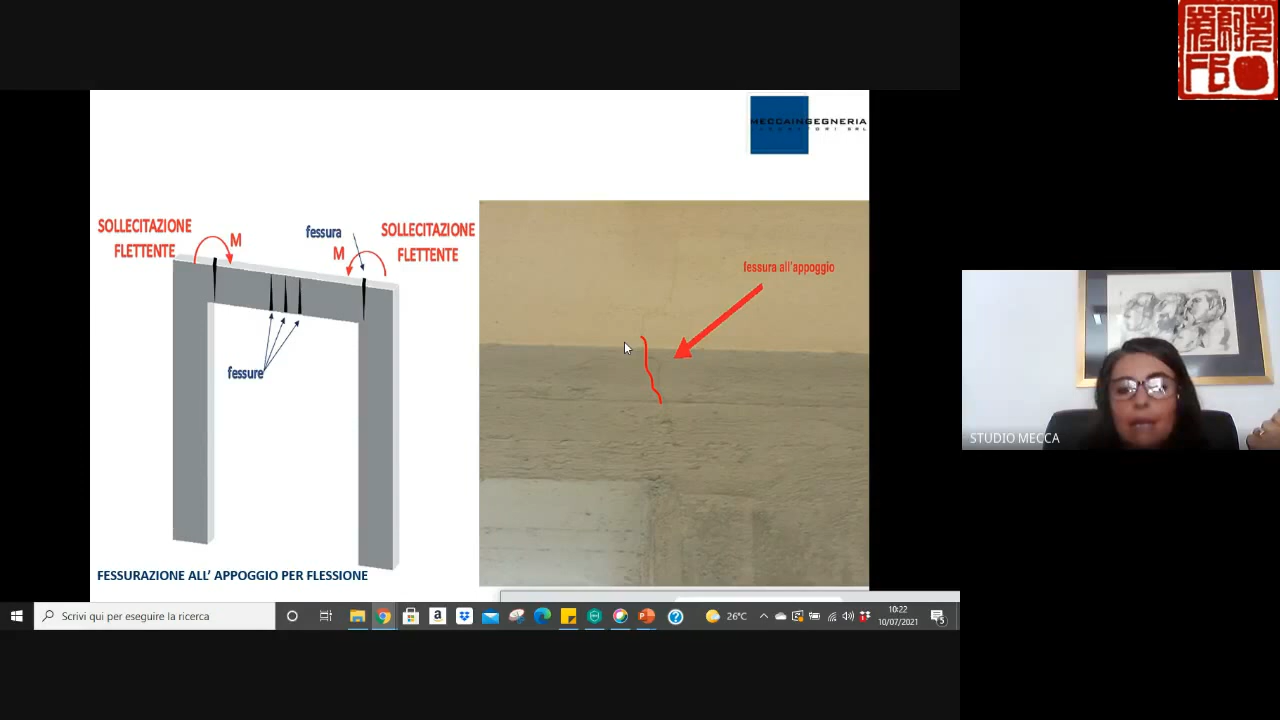 MECCAINGEGNERIA
SOLLECITAZIONE
FLETTENTE
M
fessura
M
SOLLECITAZIONE
FLETTENTE
fessure
FESSURAZIONE ALL' APPOGGIO PER FLESSIONE
fessura all'appoggio
STUDIO MECCA
Scrivi qui per eseguire la ricerca
26°C
10:22
10/07/2021
5